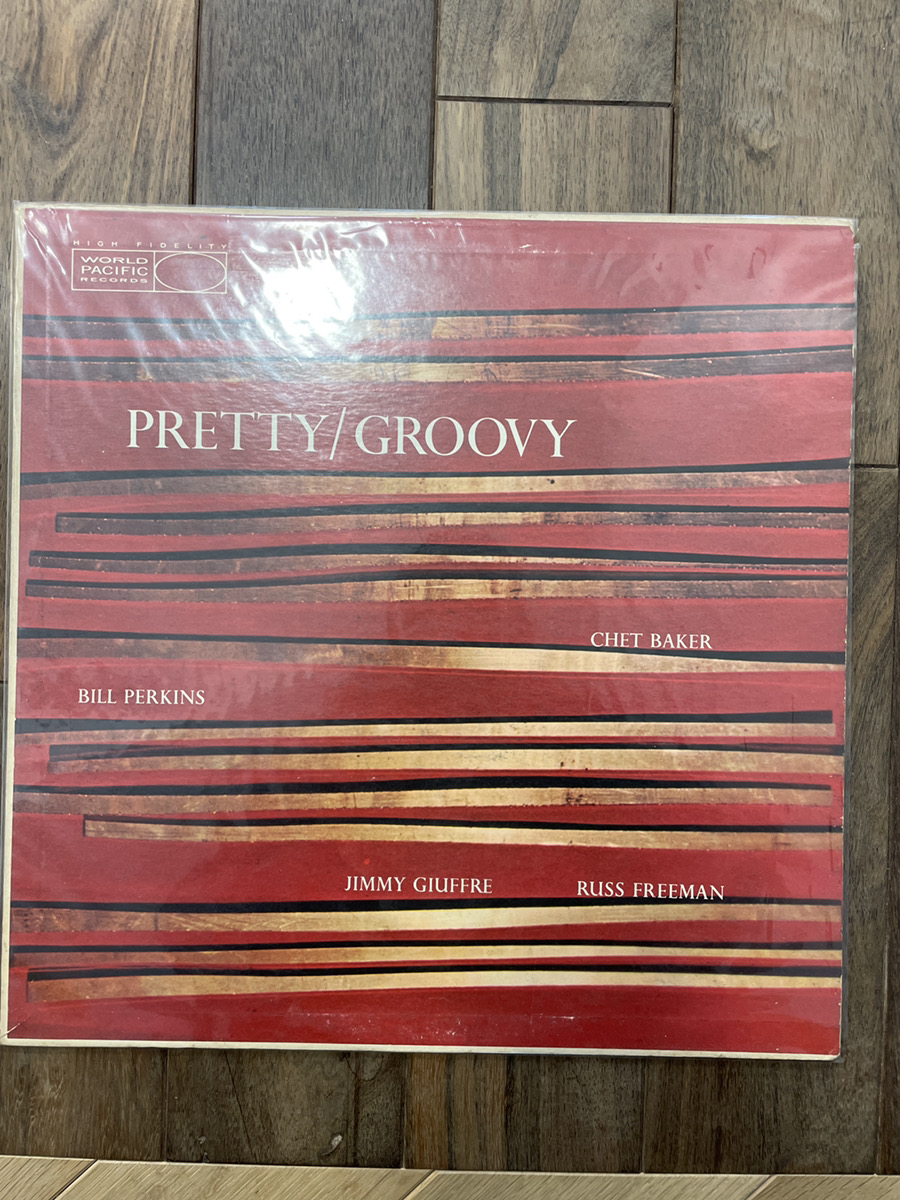 HIGH FIDELITY
WORLD
PACIFIC
RECORDS
PRETTY/GROOVY
CHET BAKER
BILL PERKINS
JIMMY GIUFFRE
RUSS FREEMAN